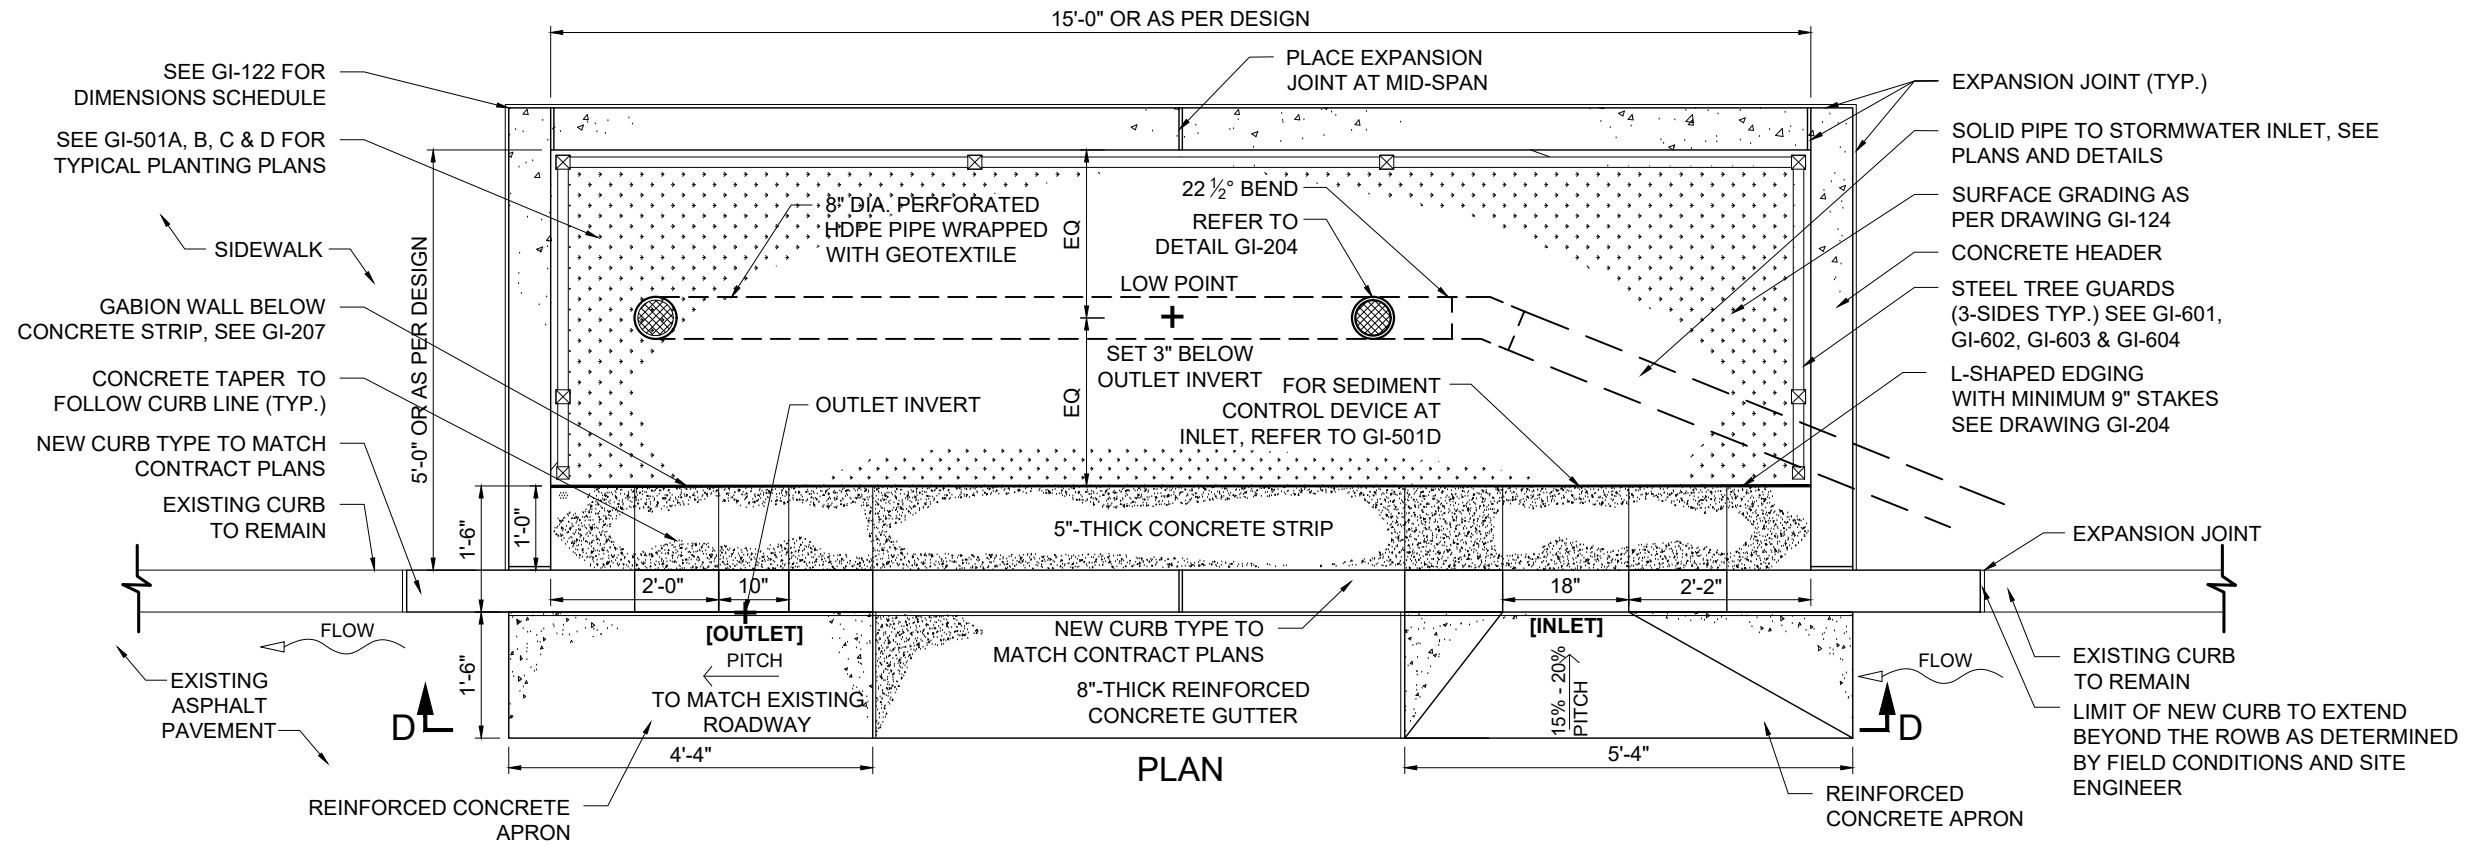 15'-0" OR AS PER DESIGN
SEE GI-122 FOR
DIMENSIONS SCHEDULE
SEE GI-501A, B, C & D FOR
TYPICAL PLANTING PLANS
SIDEWALK
GABION WALL BELOW
CONCRETE STRIP, SEE GI-207
CONCRETE TAPER TO
FOLLOW CURB LINE (TYP.)
NEW CURB TYPE TO MATCH
CONTRACT PLANS
EXISTING CURB
TO REMAIN
5'-0" OR AS PER DESIGN
1'-6"
1'-0"
1'-6"
PLACE EXPANSION
JOINT AT MID-SPAN
8" DIA. PERFORATED
HDPE PIPE WRAPPED
WITH GEOTEXTILE
EQ
EQ
22 ½° BEND
REFER TO
DETAIL GI-204
LOW POINT
SET 3" BELOW
OUTLET INVERT
OUTLET INVERT
FOR SEDIMENT
CONTROL DEVICE AT
INLET, REFER TO GI-501D
5"-THICK CONCRETE STRIP
2'-0"
10"
18"
2'-2"
[OUTLET]
PITCH
TO MATCH EXISTING
ROADWAY
NEW CURB TYPE TO
MATCH CONTRACT PLANS
8"-THICK REINFORCED
CONCRETE GUTTER
[INLET]
15% - 20%
PITCH
FLOW
FLOW
EXISTING
ASPHALT
PAVEMENT
D
D
4'-4"
5'-4"
PLAN
REINFORCED CONCRETE
APRON
REINFORCED
CONCRETE APRON
EXPANSION JOINT (TYP.)
SOLID PIPE TO STORMWATER INLET, SEE
PLANS AND DETAILS
SURFACE GRADING AS
PER DRAWING GI-124
CONCRETE HEADER
STEEL TREE GUARDS
(3-SIDES TYP.) SEE GI-601,
GI-602, GI-603 & GI-604
L-SHAPED EDGING
WITH MINIMUM 9" STAKES
SEE DRAWING GI-204
EXPANSION JOINT
EXISTING CURB
TO REMAIN
LIMIT OF NEW CURB TO EXTEND
BEYOND THE ROWB AS DETERMINED
BY FIELD CONDITIONS AND SITE
ENGINEER